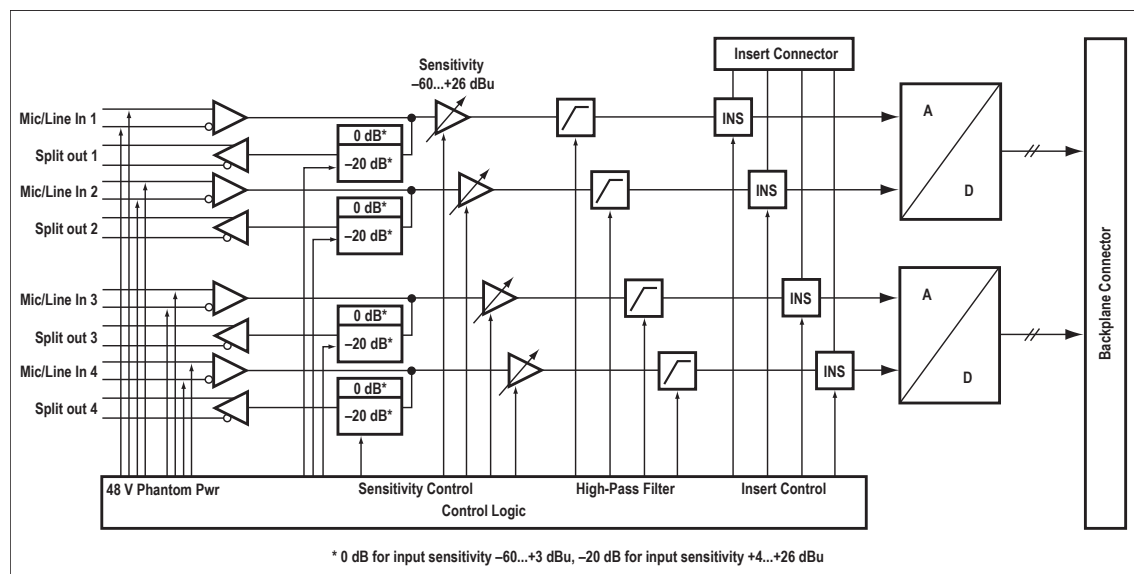 Insert Connector
Sensitivity
–60...+26 dBu
Mic/Line In 1
INS
A
D
0 dB*
–20 dB*
Split out 1
Mic/Line In 2
INS
0 dB*
–20 dB*
Split out 2
Mic/Line In 3
INS
A
D
0 dB*
–20 dB*
Split out 3
Mic/Line In 4
INS
0 dB*
–20 dB*
Split out 4
Backplane Connector
48 V Phantom Pwr
Sensitivity Control
High-Pass Filter
Insert Control
Control Logic
* 0 dB for input sensitivity –60...+3 dBu, –20 dB for input sensitivity +4...+26 dBu